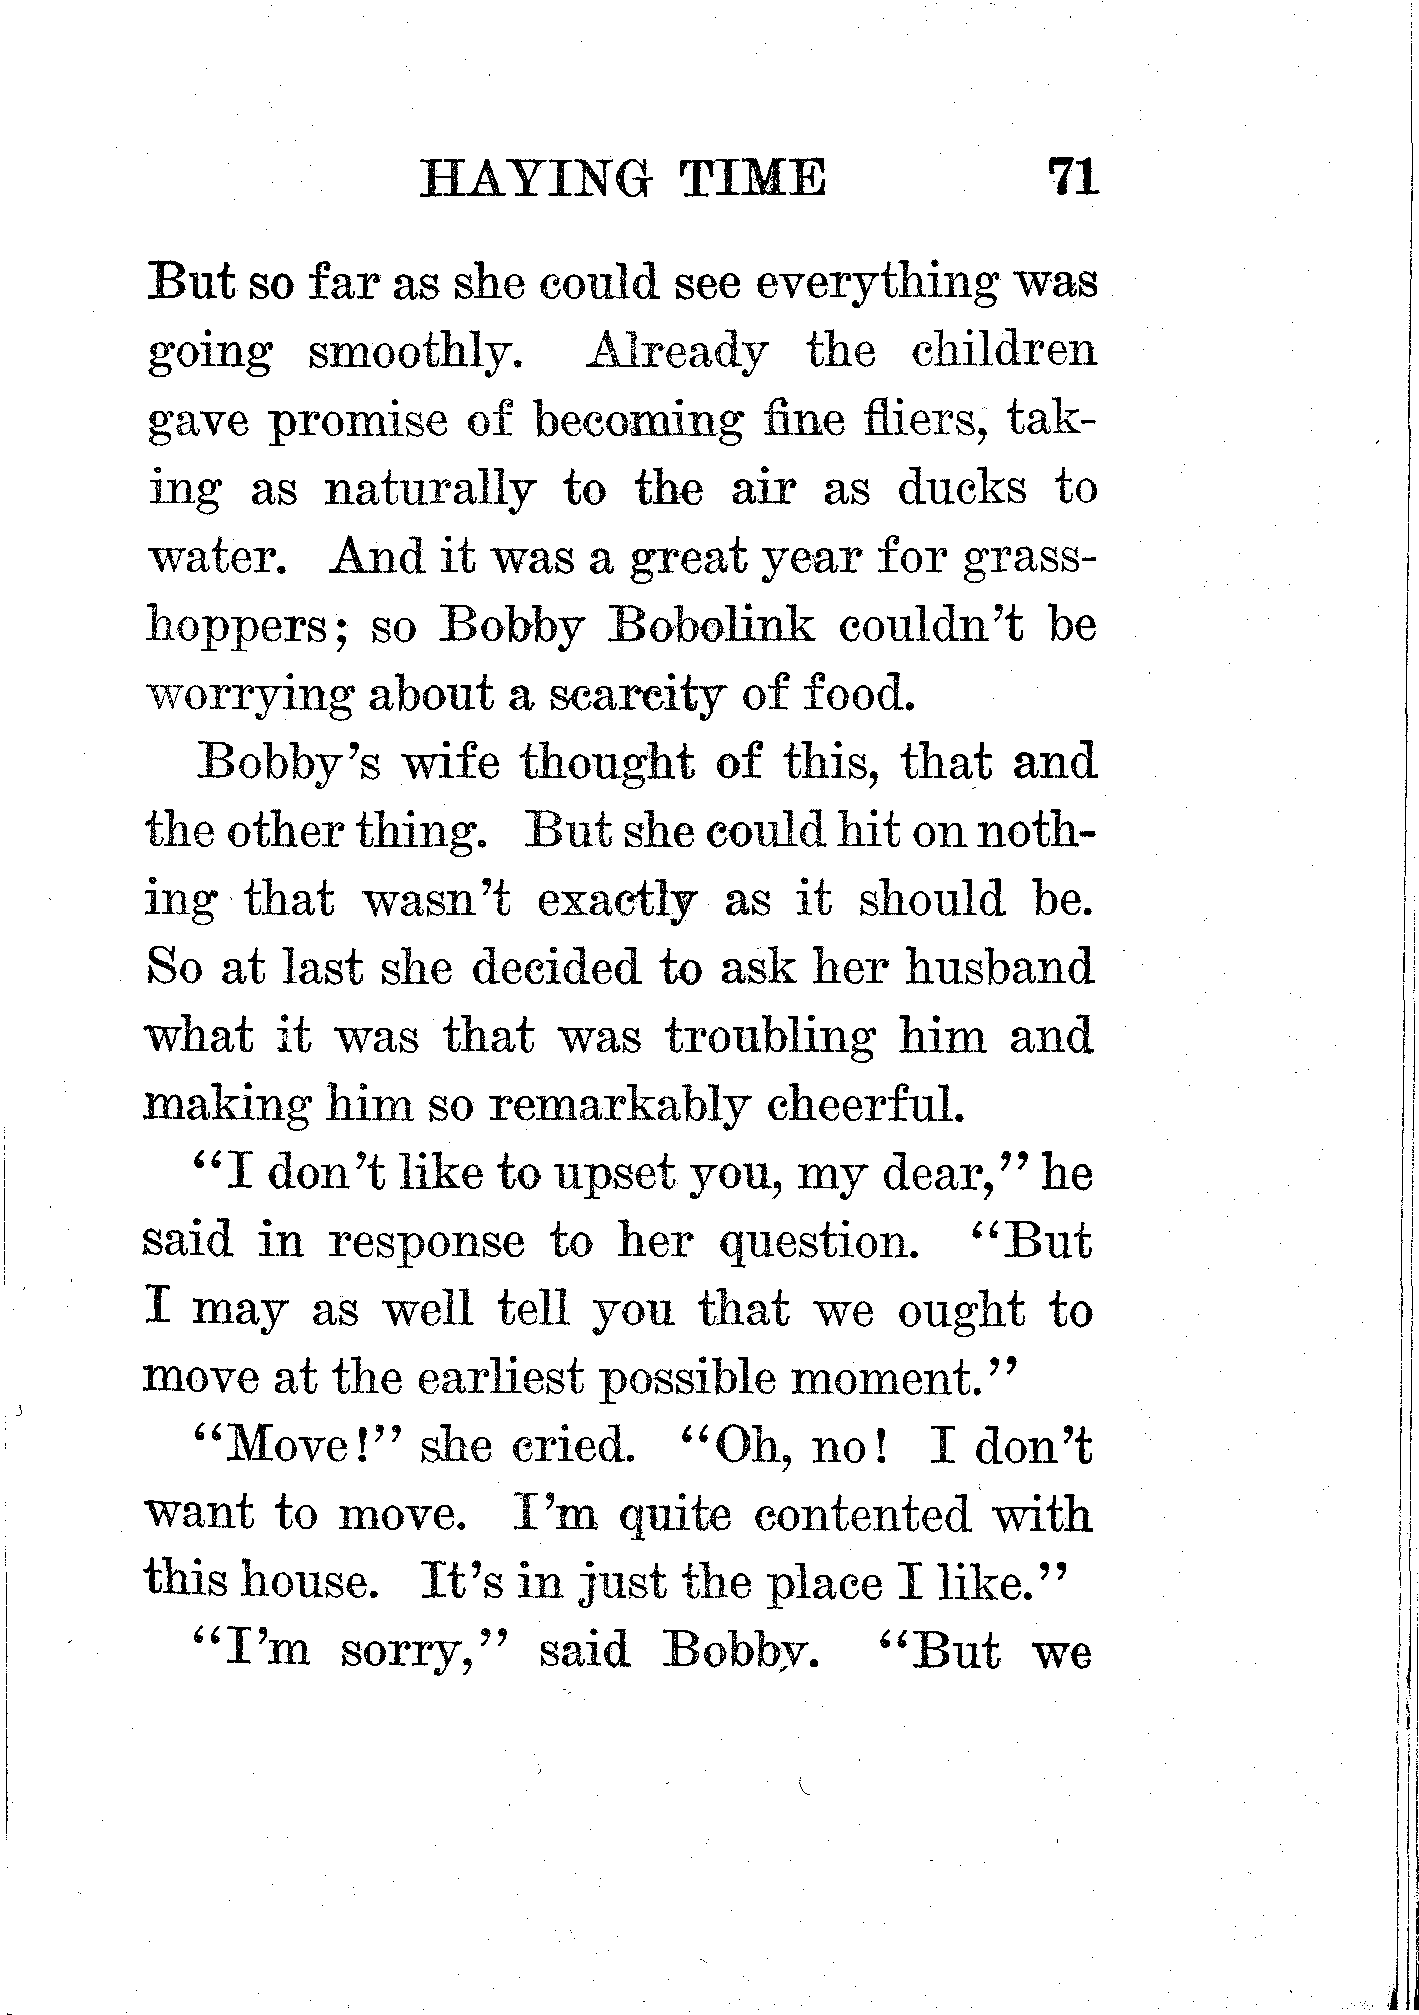 HAYING TIME 71
But so far as she could see everything was
going smoothly. Already the children
gave promise of becoming fine fliers, tak-
ing as naturally to the air as ducks to
water. And it was a great year for grass-
hoppers; so Bobby Bobolink couldn't be
worrying about a scarcity of food.
Bobby's wife thought of this, that and
the other thing. But she could hit on noth-
ing that wasn't exactly as it should be.
So at last she decided to ask her husband
what it was that was troubling him and
making him so remarkably cheerful.
"I don't like to upset you, my dear," he
said in response to her question. "But
I may as well tell you that we ought to
move at the earliest possible moment."
"Move!" she cried. "Oh, no! I don't
want to move. I'm quite contented with
this house. It's in just the place I like."
"I'm sorry," said Bobby. "But we